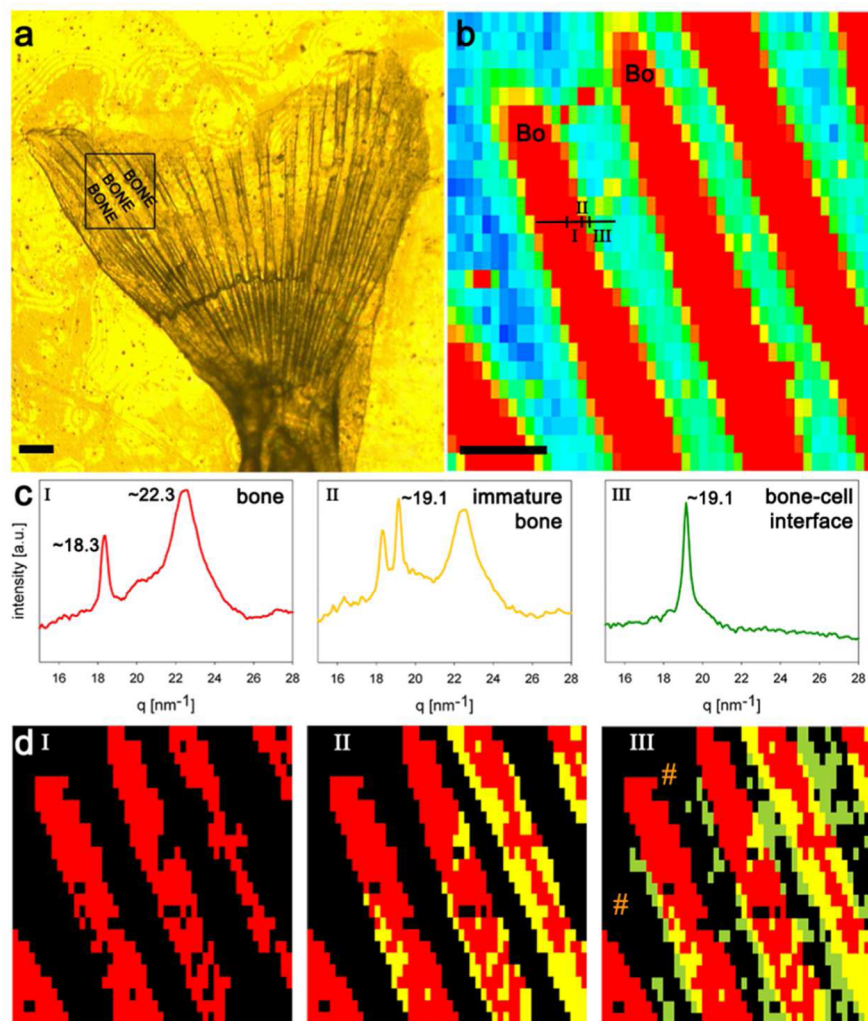 a
BONE
BONE
BONE
b
Bo
Bo
II
I III
c
I
~22.3
bone
~18.3
intensity [a.u.]
16 18 20 22 24 26 28
q [nm-1]
II
~19.1
immature
bone
16 18 20 22 24 26 28
q [nm-1]
III
~19.1
bone-cell
interface
16 18 20 22 24 26 28
q [nm-1]
d
I
II
III
#
#